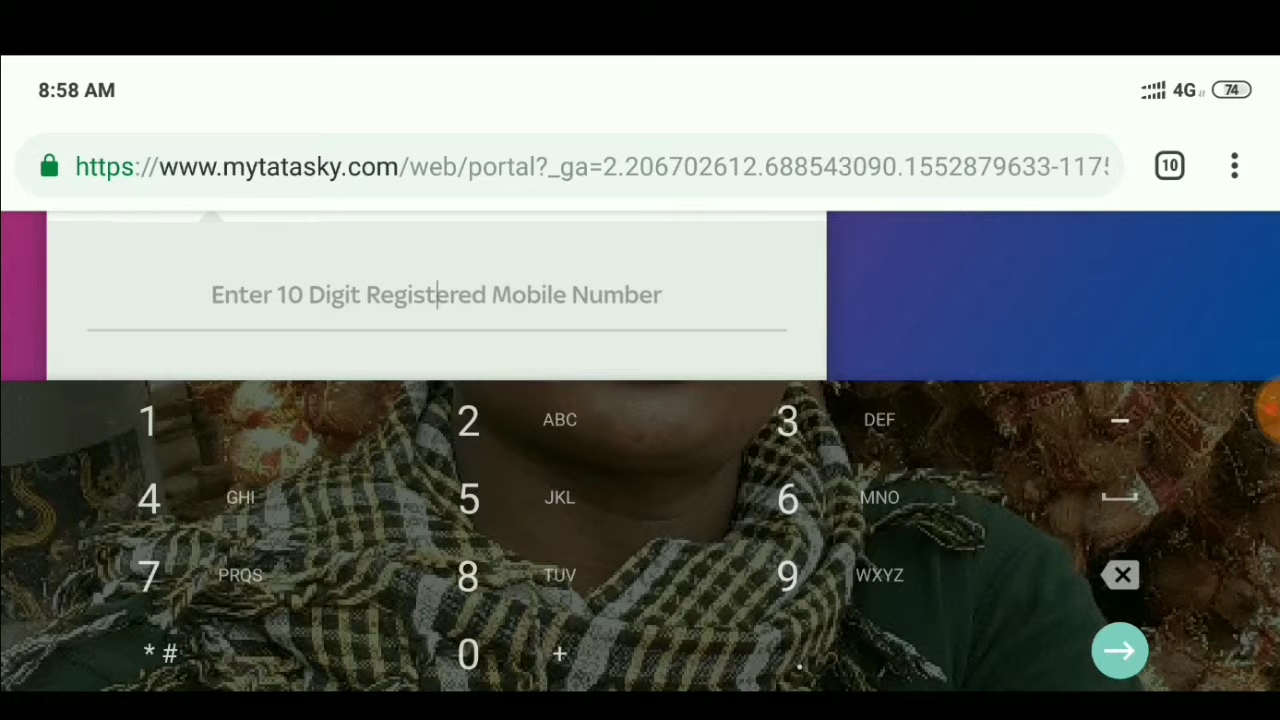 8:58 AM 4G 74
https://www.mytatasky.com/web/portal?_ga=2.206702612.688543090.1552879633-1175 10
Enter 10 Digit Registered Mobile Number
1 2 ABC 3 DEF –
4 GHI 5 JKL 6 MNO
7 PQRS 8 TUV 9 WXYZ
* # 0 + .